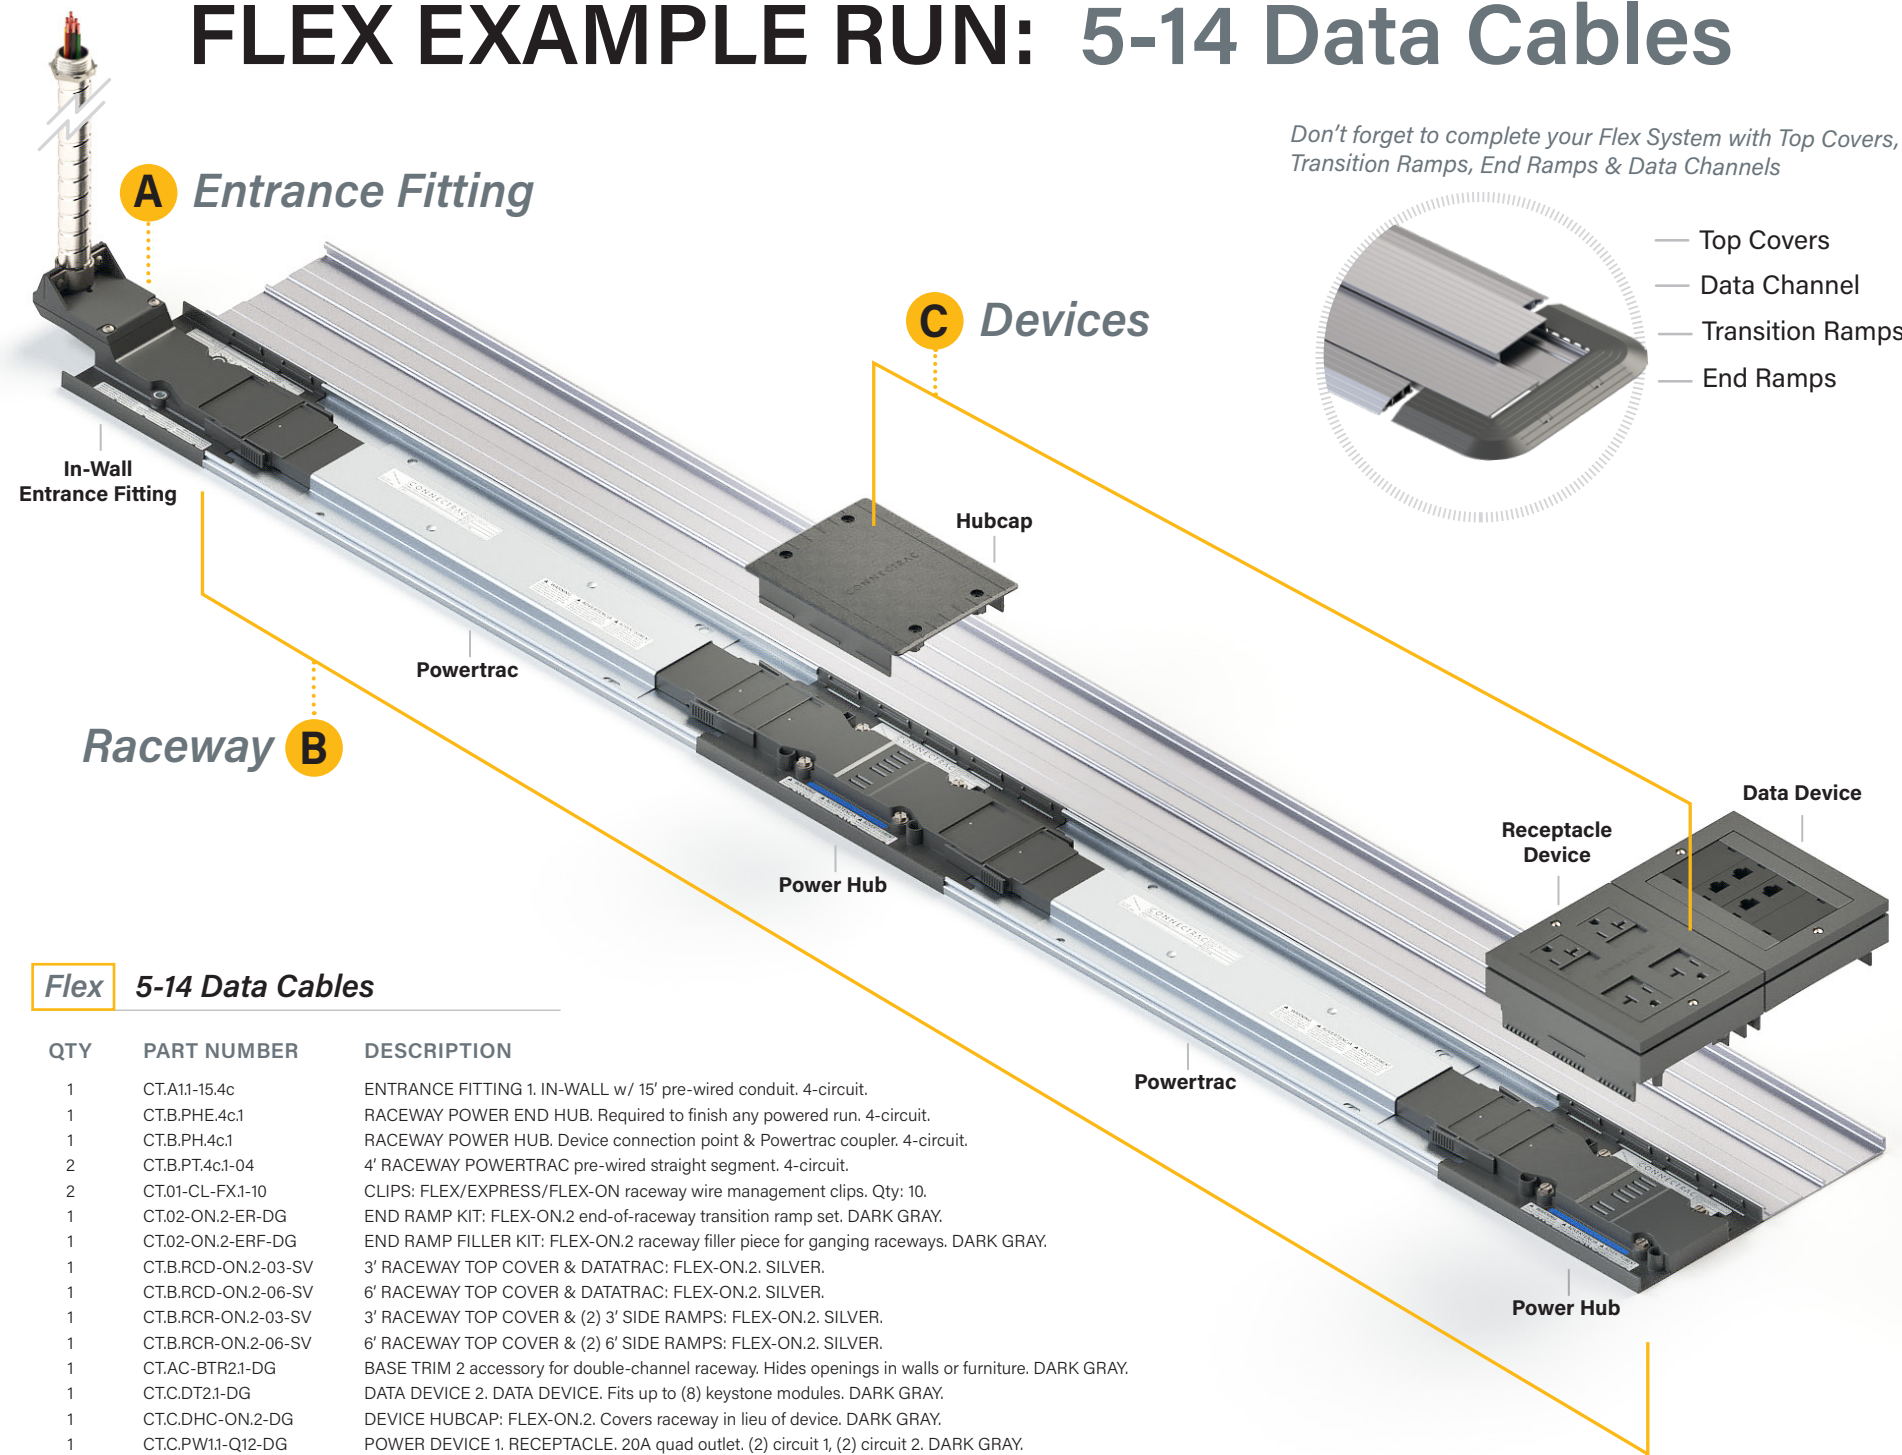 FLEX EXAMPLE RUN: 5-14 Data Cables
Don't forget to complete your Flex System with Top Covers,
Transition Ramps, End Ramps & Data Channels
A Entrance Fitting
Top Covers
Data Channel
Transition Ramps
End Ramps
C Devices
In-Wall
Entrance Fitting
Hubcap
CONNECTRAC
CONNECTRAC
Powertrac
Raceway B
CONNECTRAC
Power Hub
Data Device
Receptacle
Device
CONNECTRAC
Powertrac
CONNECTRAC
Power Hub
Flex 5-14 Data Cables
QTY PART NUMBER DESCRIPTION
1 CT.A1.1-15.4c ENTRANCE FITTING 1. IN-WALL w/ 15' pre-wired conduit. 4-circuit.
1 CT.B.PHE.4c.1 RACEWAY POWER END HUB. Required to finish any powered run. 4-circuit.
1 CT.B.PH.4c.1 RACEWAY POWER HUB. Device connection point & Powertrac coupler. 4-circuit.
2 CT.B.PT.4c.1-04 4' RACEWAY POWERTRAC pre-wired straight segment. 4-circuit.
2 CT.01-CL-FX.1-10 CLIPS: FLEX/EXPRESS/FLEX-ON raceway wire management clips. Qty: 10.
1 CT.02-ON.2-ER-DG END RAMP KIT: FLEX-ON.2 end-of-raceway transition ramp set. DARK GRAY.
1 CT.02-ON.2-ERF-DG END RAMP FILLER KIT: FLEX-ON.2 raceway filler piece for ganging raceways. DARK GRAY.
1 CT.B.RCD-ON.2-03-SV 3' RACEWAY TOP COVER & DATATRAC: FLEX-ON.2. SILVER.
1 CT.B.RCD-ON.2-06-SV 6' RACEWAY TOP COVER & DATATRAC: FLEX-ON.2. SILVER.
1 CT.B.RCR-ON.2-03-SV 3' RACEWAY TOP COVER & (2) 3' SIDE RAMPS: FLEX-ON.2. SILVER.
1 CT.B.RCR-ON.2-06-SV 6' RACEWAY TOP COVER & (2) 6' SIDE RAMPS: FLEX-ON.2. SILVER.
1 CT.AC-BTR2.1-DG BASE TRIM 2 accessory for double-channel raceway. Hides openings in walls or furniture. DARK GRAY.
1 CT.C.DT2.1-DG DATA DEVICE 2. DATA DEVICE. Fits up to (8) keystone modules. DARK GRAY.
1 CT.C.DHC-ON.2-DG DEVICE HUBCAP: FLEX-ON.2. Covers raceway in lieu of device. DARK GRAY.
1 CT.C.PW1.1-Q12-DG POWER DEVICE 1. RECEPTACLE. 20A quad outlet. (2) circuit 1, (2) circuit 2. DARK GRAY.